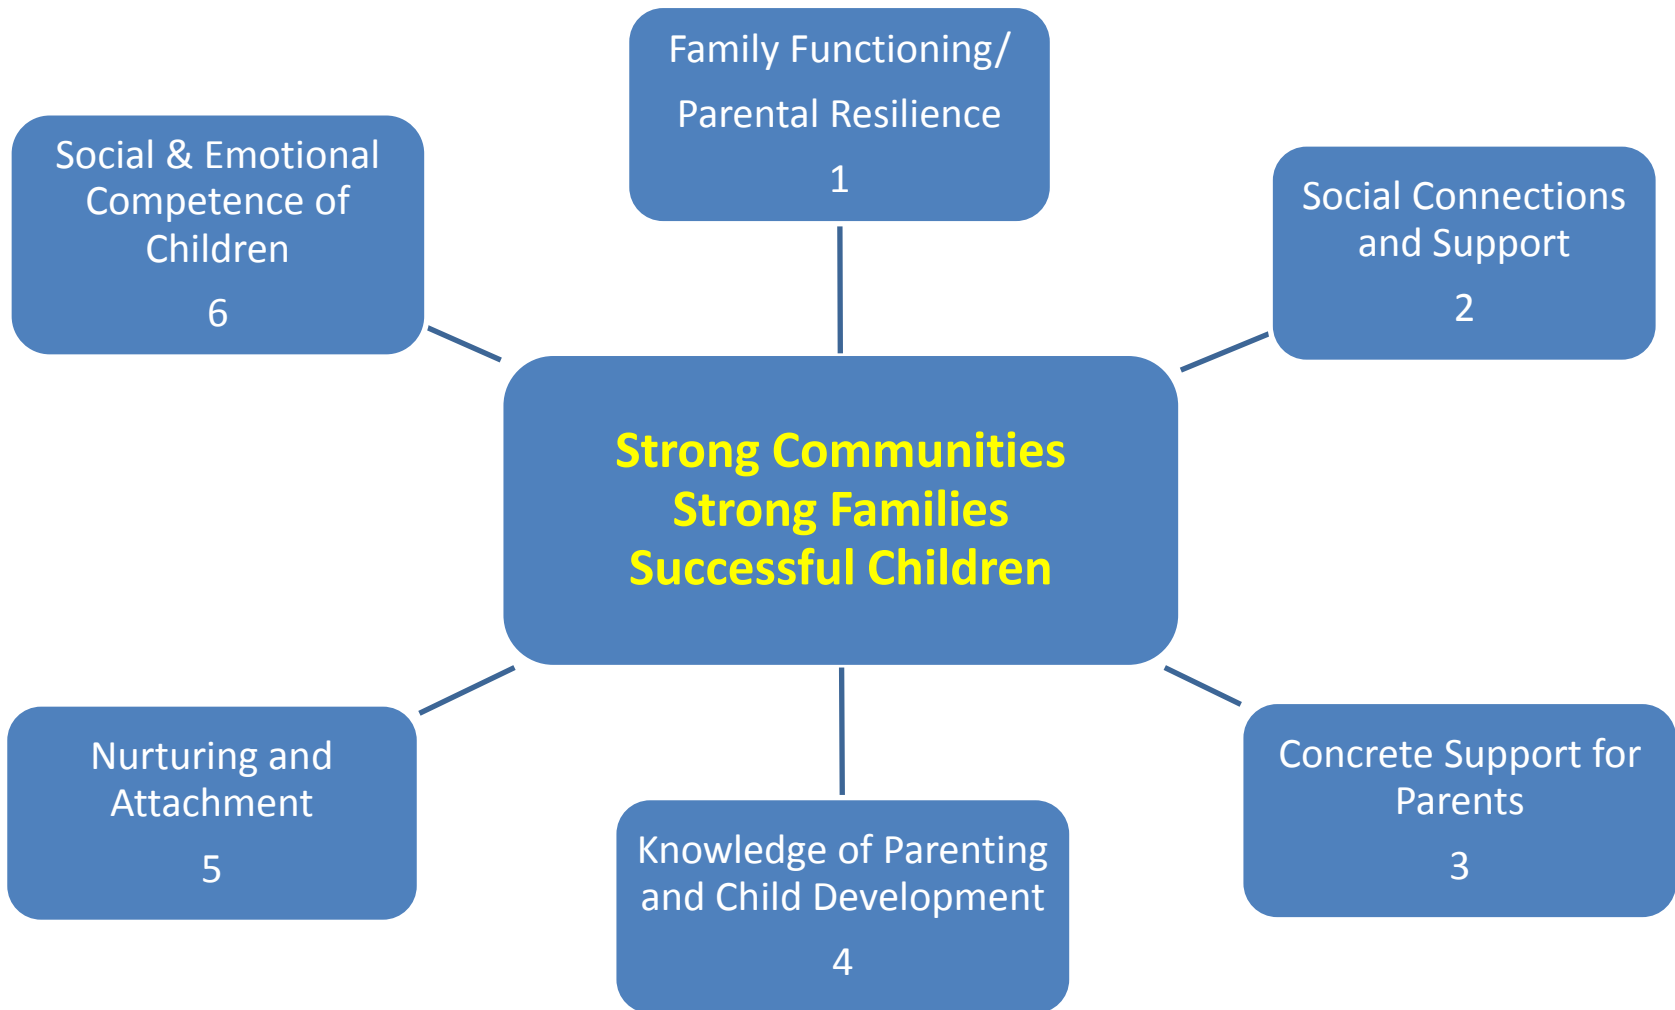 Family Functioning/
Parental Resilience
1
Social & Emotional
Competence of
Children
6
Social Connections
and Support
2
Strong Communities
Strong Families
Successful Children
Nurturing and
Attachment
5
Concrete Support for
Parents
3
Knowledge of Parenting
and Child Development
4